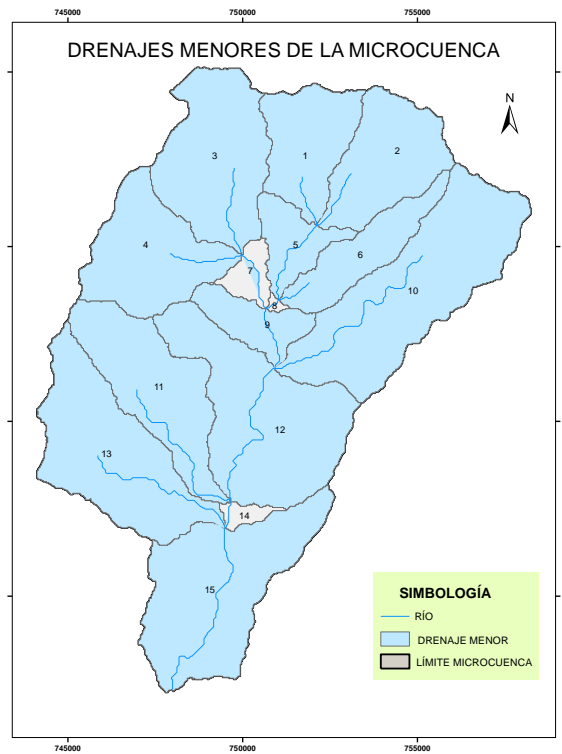 745000 750000 755000
DRENAJES MENORES DE LA MICROCUENCA
N
3
1
2
4
5
6
7
10
8
9
11
12
13
14
15
SIMBOLOGÍA
RÍO
DRENAJE MENOR
LÍMITE MICROCUENCA
745000 750000 755000